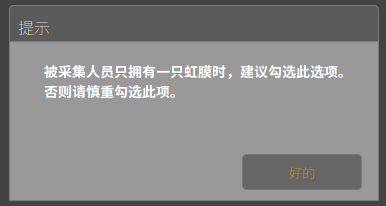 提示
被采集人员只拥有一只虹膜时，建议勾选此选项。
否则请慎重勾选此项。
好的